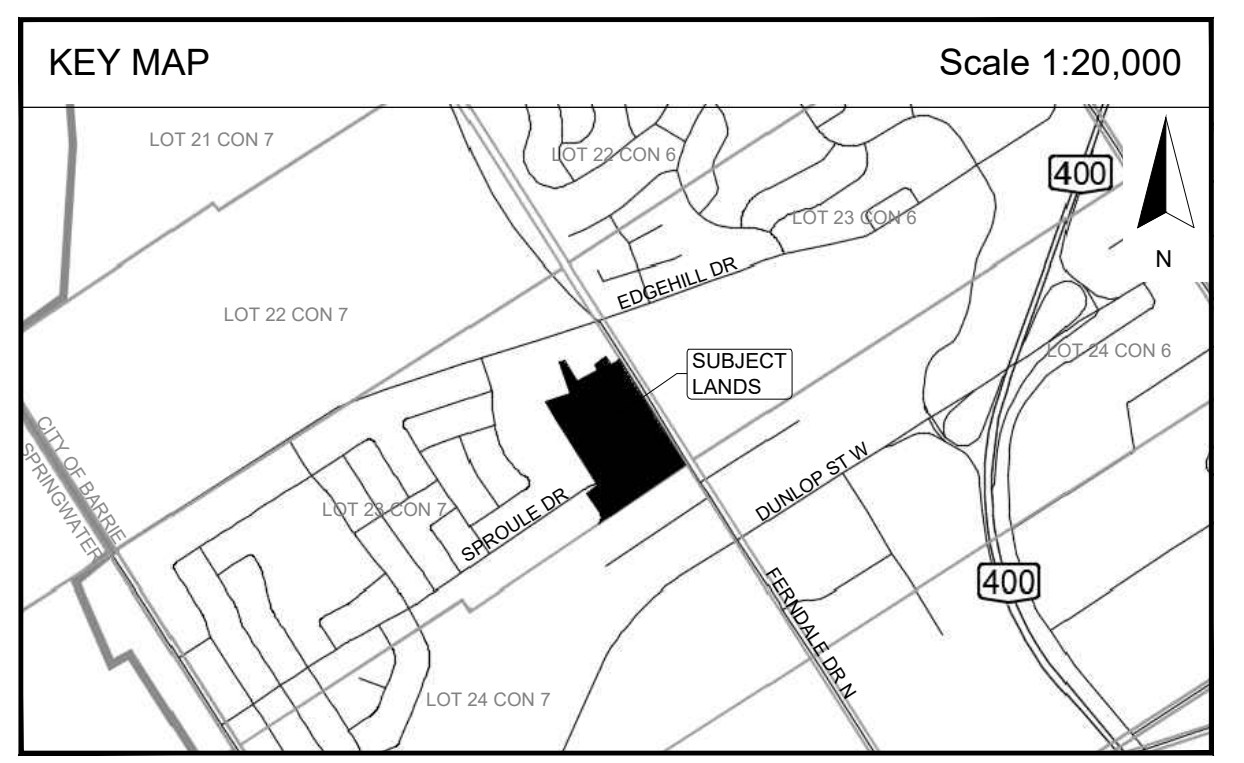 KEY MAP
Scale 1:20,000
LOT 21 CON 7
LOT 22 CON 6
400
LOT 23 CON 6
N
EDGEHILL DR
LOT 22 CON 7
LOT 24 CON 6
SUBJECT
LANDS
CITY OF BARRIE
SPRINGWATER
DUNLOP ST W
LOT 23 CON 7
SPROULE DR
400
FERNDALE DR N
LOT 24 CON 7